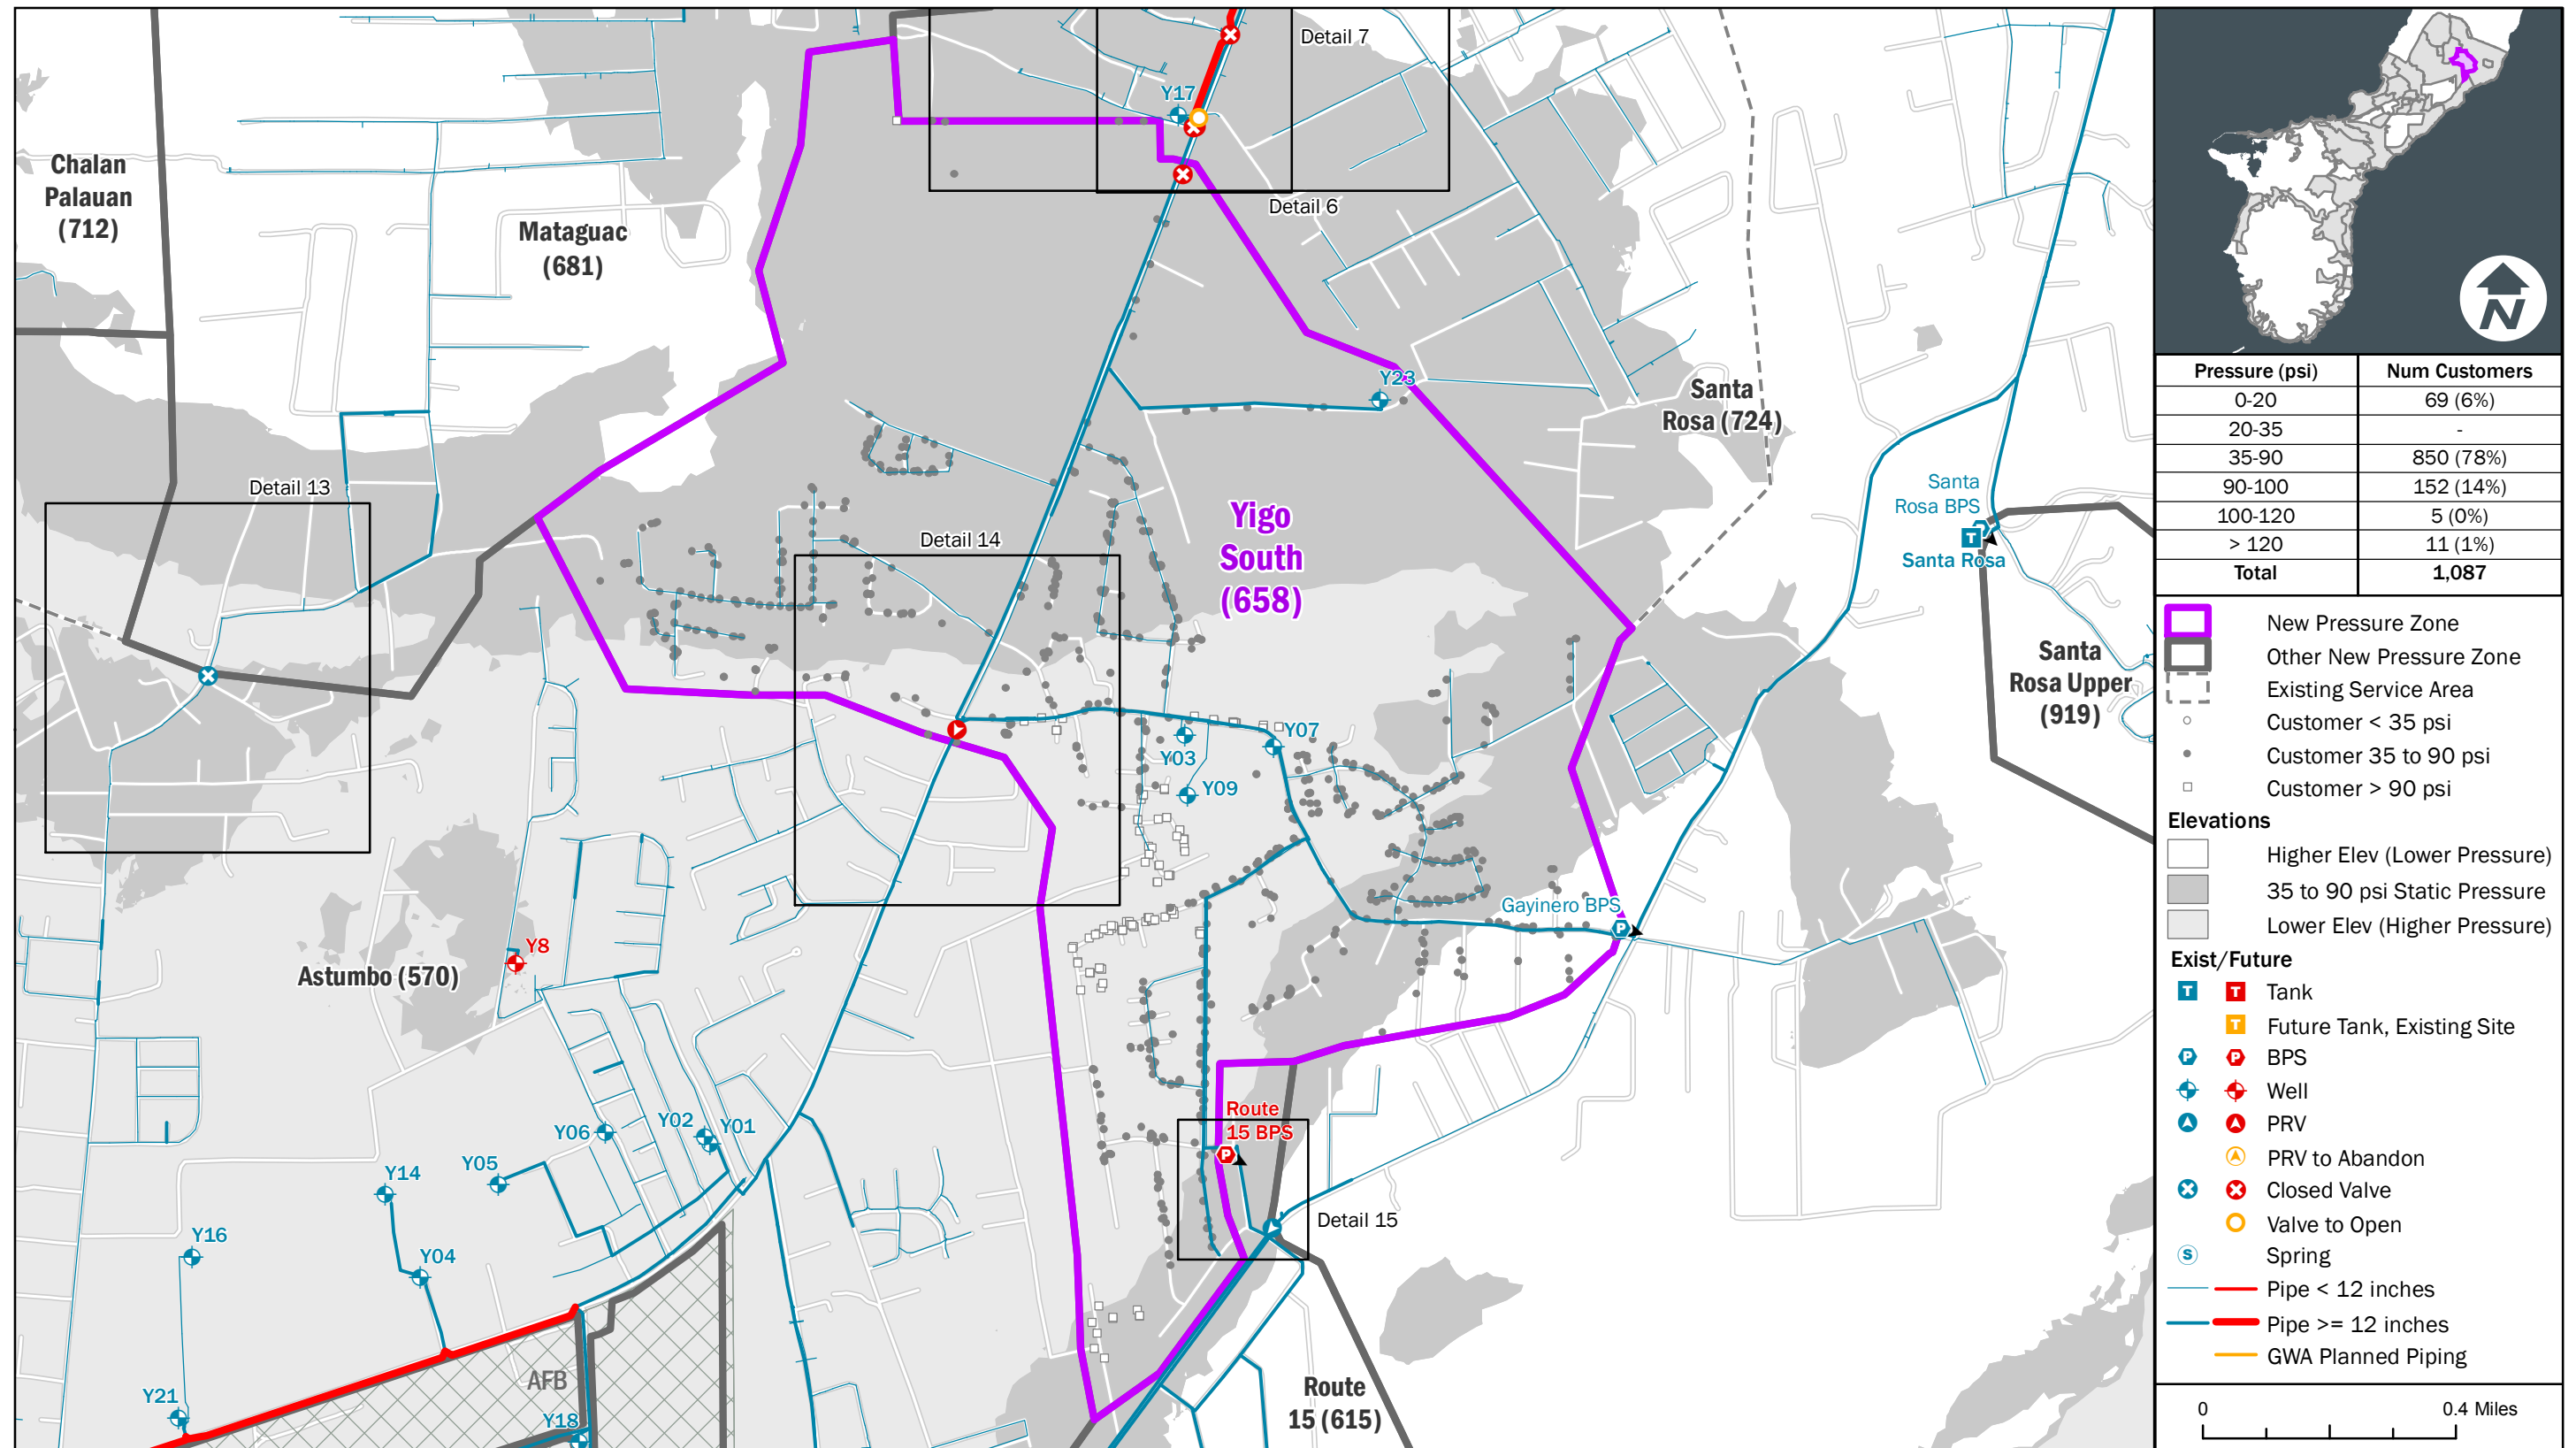 Detail 7
Y17
Detail 6
Chalan
Palauan
(712)
Mataguac
(681)
Y23
Santa
Rosa (724)
Detail 13
Detail 14
Yigo
South
(658)
Santa
Rosa BPS
T
Santa Rosa
Santa
Rosa Upper
(919)
Y03
Y07
Y09
Gayinero BPS
P
Y8
Astumbo (570)
Route
15 BPS
P
Y06
Y02
Y01
Y14
Y05
Y16
Y04
Detail 15
Y21
AFB
Y18
Route
15 (615)
N
Pressure (psi) Num Customers
0-20 69 (6%)
20-35 -
35-90 850 (78%)
90-100 152 (14%)
100-120 5 (0%)
> 120 11 (1%)
Total 1,087
New Pressure Zone
Other New Pressure Zone
Existing Service Area
Customer < 35 psi
Customer 35 to 90 psi
Customer > 90 psi
Elevations
Higher Elev (Lower Pressure)
35 to 90 psi Static Pressure
Lower Elev (Higher Pressure)
Exist/Future
T T Tank
T Future Tank, Existing Site
P P BPS
Well
PRV
PRV to Abandon
Closed Valve
Valve to Open
S Spring
Pipe < 12 inches
Pipe >= 12 inches
GWA Planned Piping
0 0.4 Miles